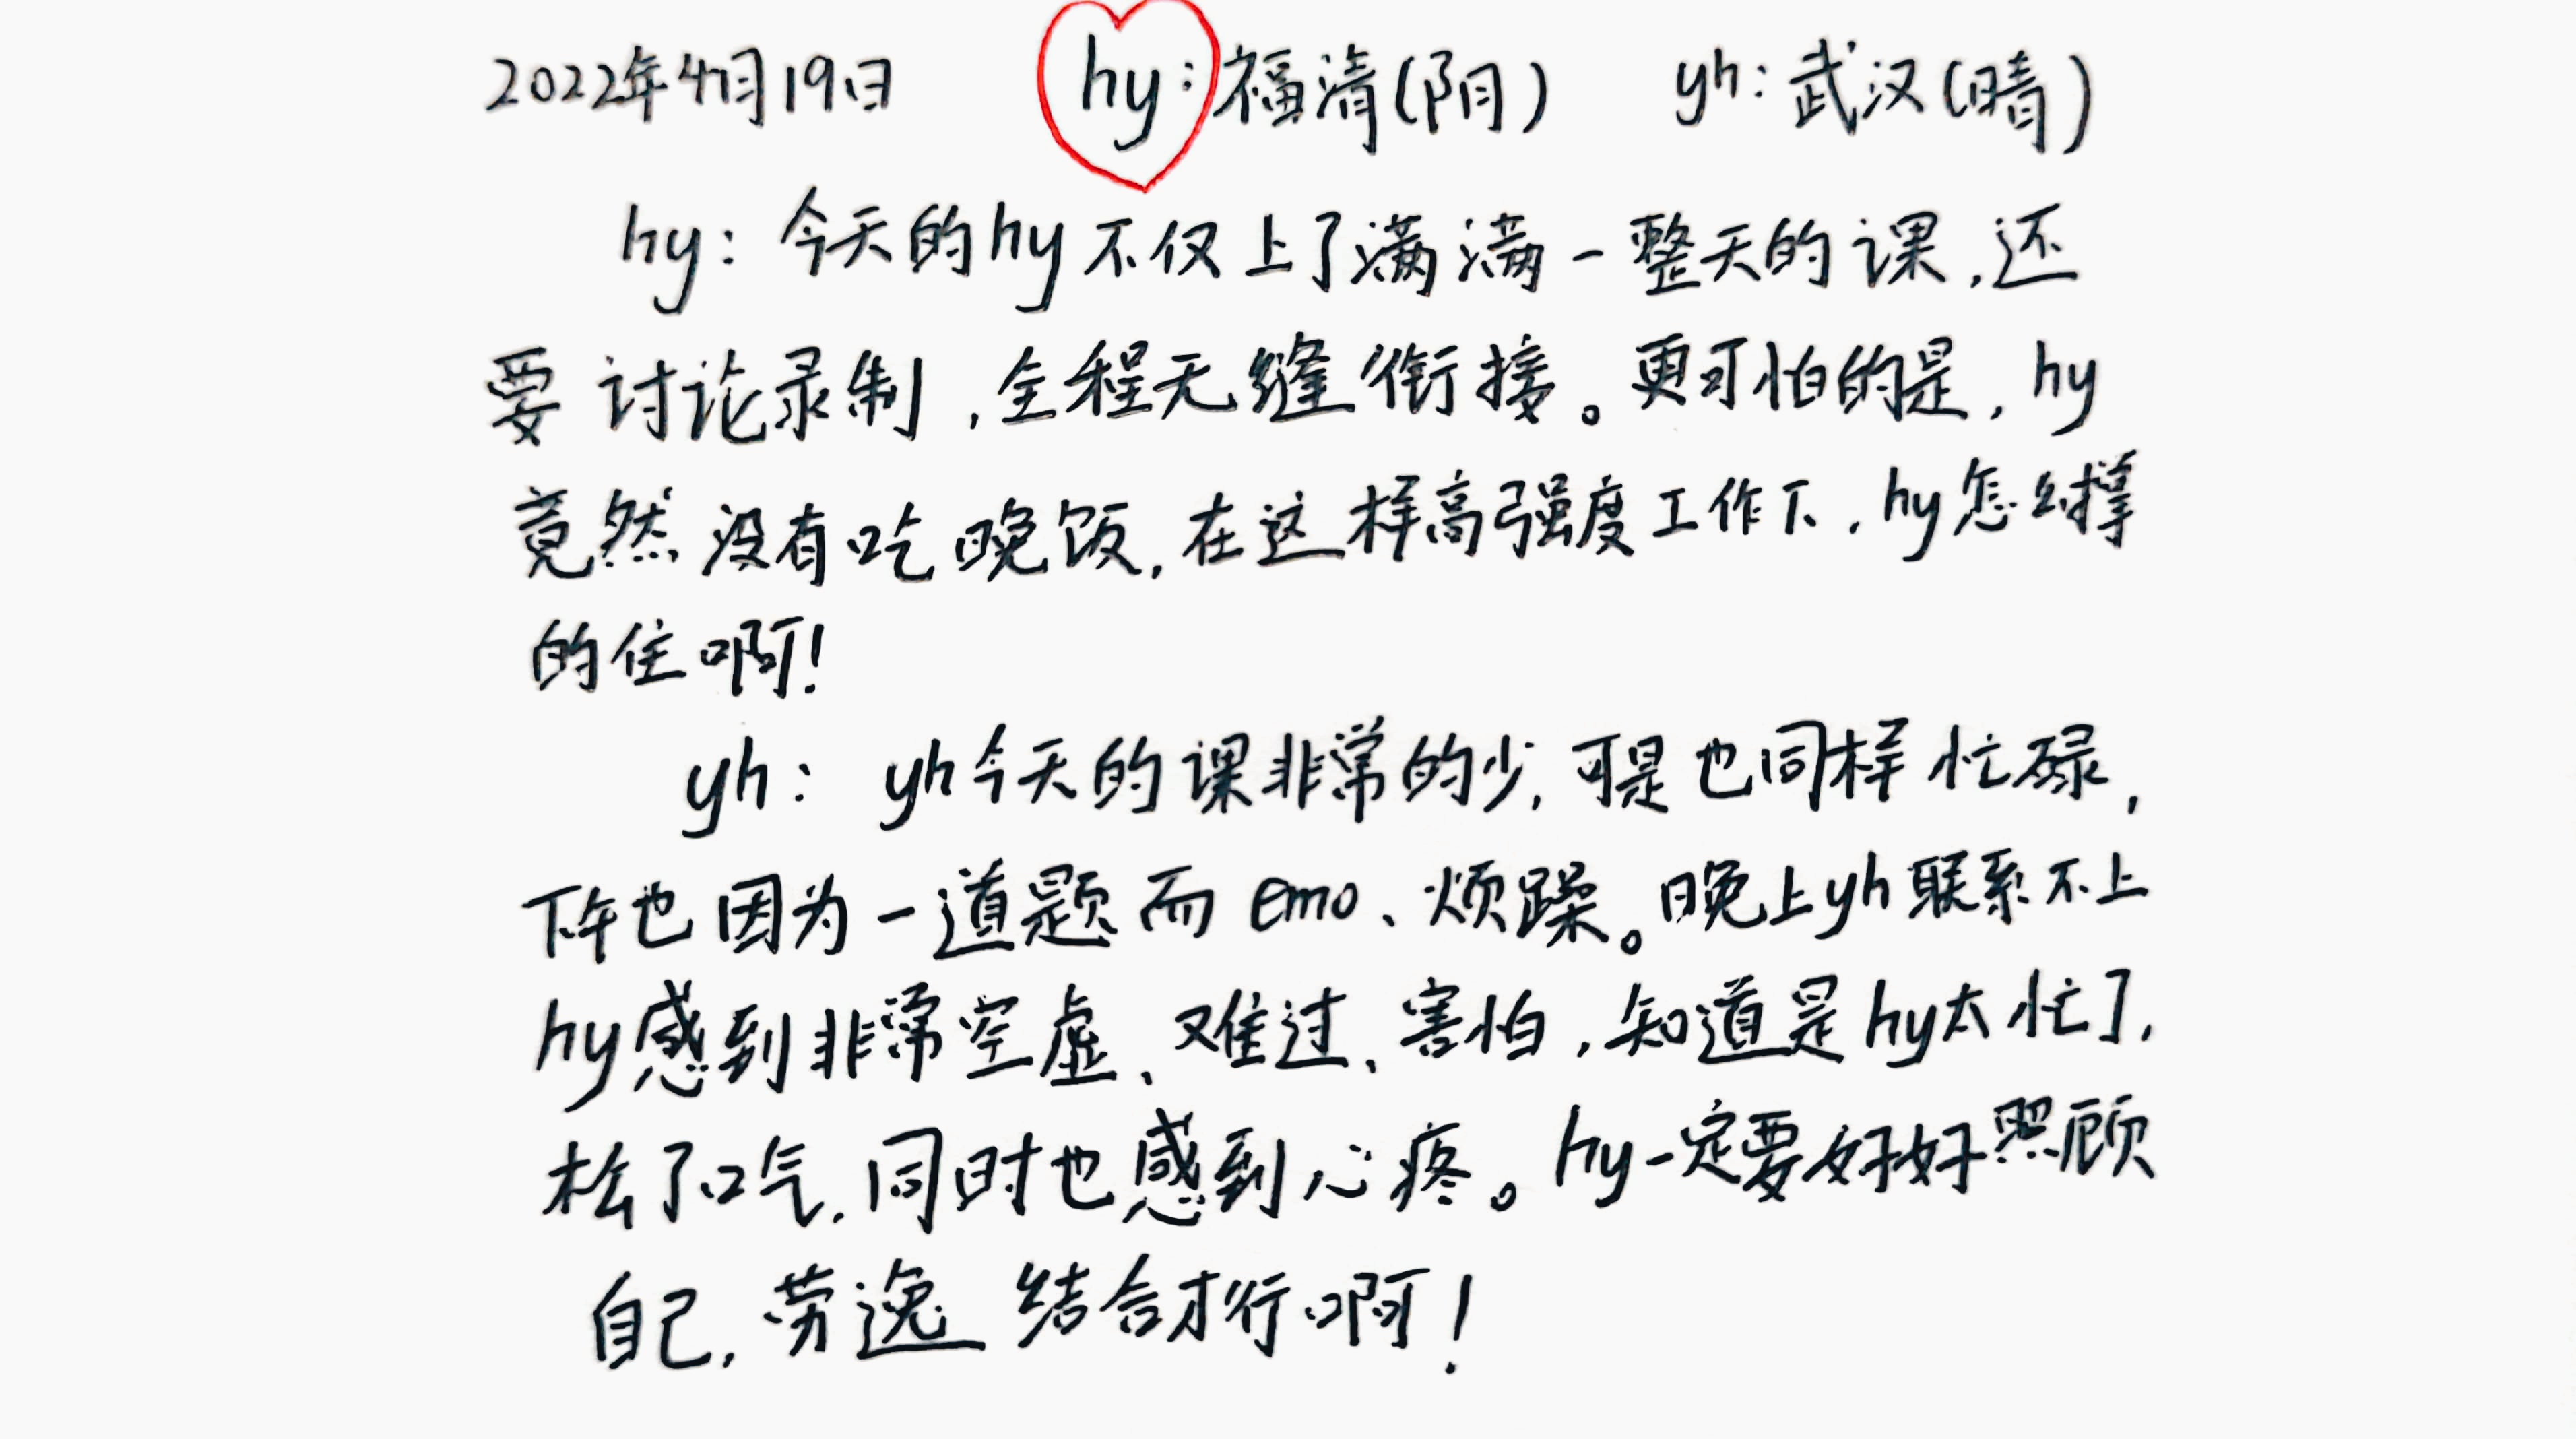 2022年4月19日 hy：福清(阴) yh：武汉(晴)
hy：今天的hy不仅上了满满一整天的课，还
要讨论录制，全程无缝衔接。更可怕的是，hy
竟然没有吃晚饭，在这样高强度工作下，hy怎么撑
的住啊！
yh：yh今天的课非常的少，可是也同样忙碌，
下午也因为一道题而emo、烦躁。晚上yh联系不上
hy感到非常空虚、难过、害怕，知道是hy太忙了，
松了口气，同时也感到心疼。hy一定要好好照顾
自己，劳逸结合才行啊！